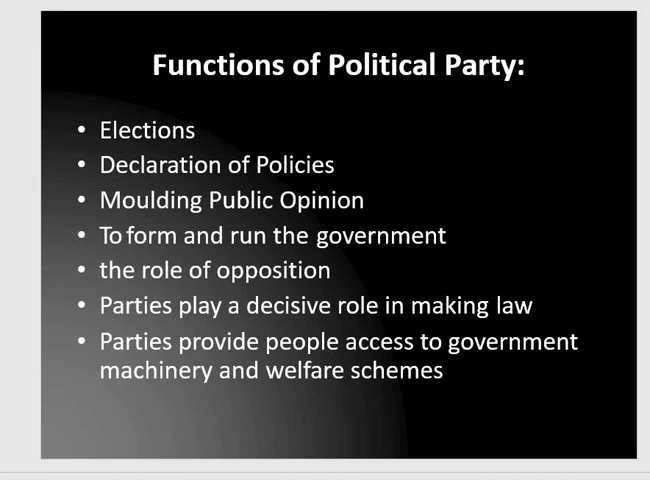 Functions of Political Party:
• Elections
• Declaration of Policies
• Moulding Public Opinion
• To form and run the government
• the role of opposition
• Parties play a decisive role in making law
• Parties provide people access to government
machinery and welfare schemes